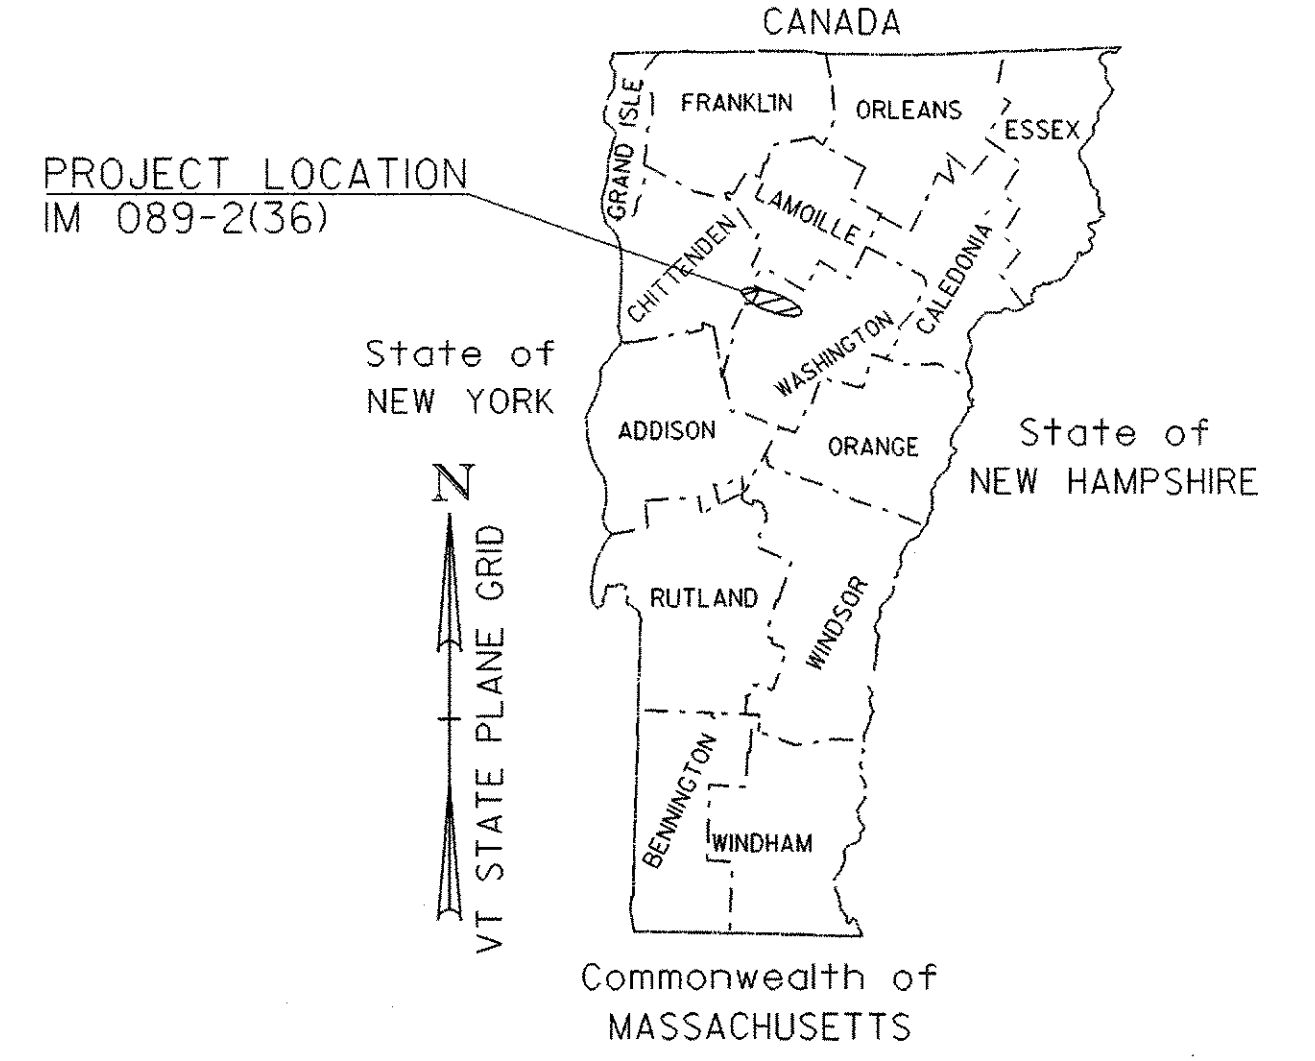 CANADA
FRANKLIN
ORLEANS
ESSEX
GRAND ISLE
PROJECT LOCATION
IM 089-2(36)
LAMOILLE
CHITTENDEN
CALEDONIA
WASHINGTON
State of
NEW YORK
ADDISON
ORANGE
State of
NEW HAMPSHIRE
N
VT STATE PLANE GRID
RUTLAND
WINDSOR
BENNINGTON
WINDHAM
Commonwealth of
MASSACHUSETTS